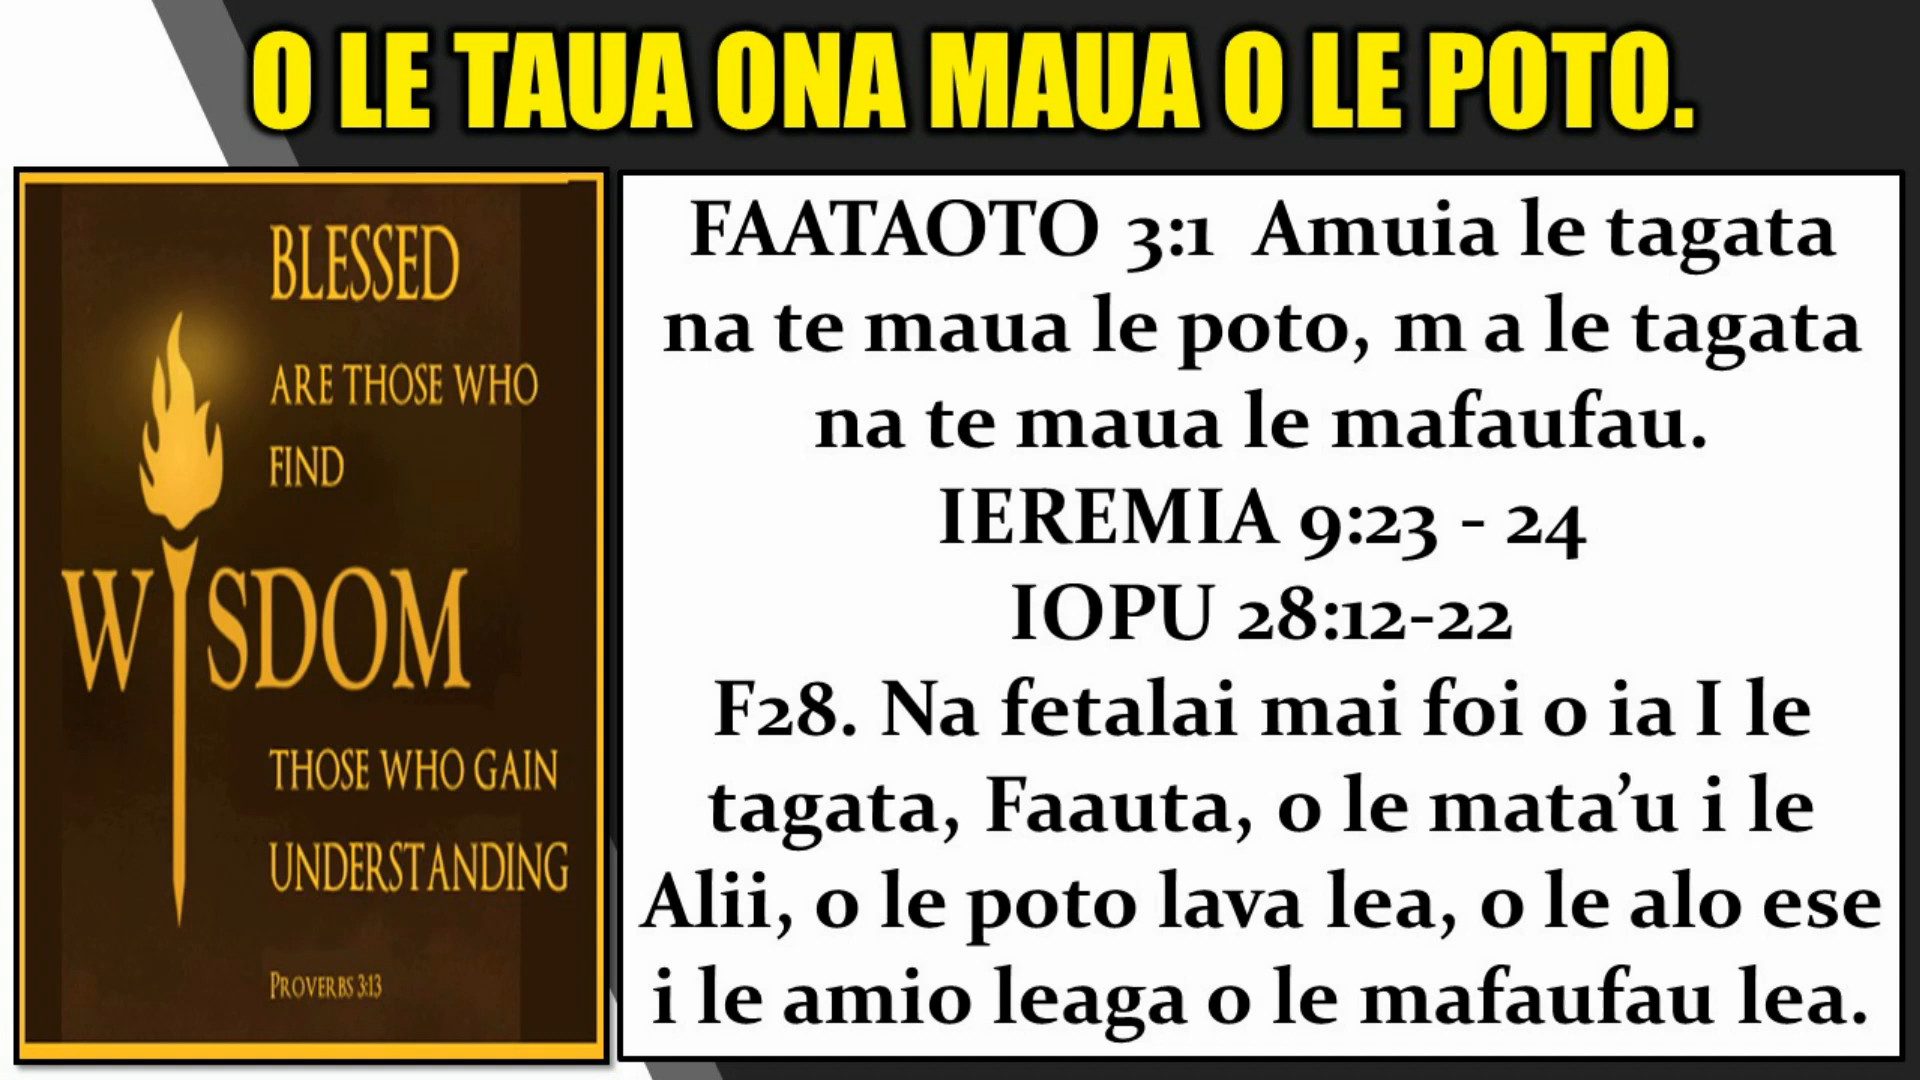 O LE TAUA ONA MAUA O LE POTO.
BLESSED
ARE THOSE WHO
FIND
WISDOM
THOSE WHO GAIN
UNDERSTANDING
PROVERBS 3:13
FAATAOTO 3:1 Amuia le tagata
na te maua le poto, m a le tagata
na te maua le mafaufau.
IEREMIA 9:23 - 24
IOPU 28:12-22
F28. Na fetalai mai foi o ia I le
tagata, Faauta, o le mata’u i le
Alii, o le poto lava lea, o le alo ese
i le amio leaga o le mafaufau lea.